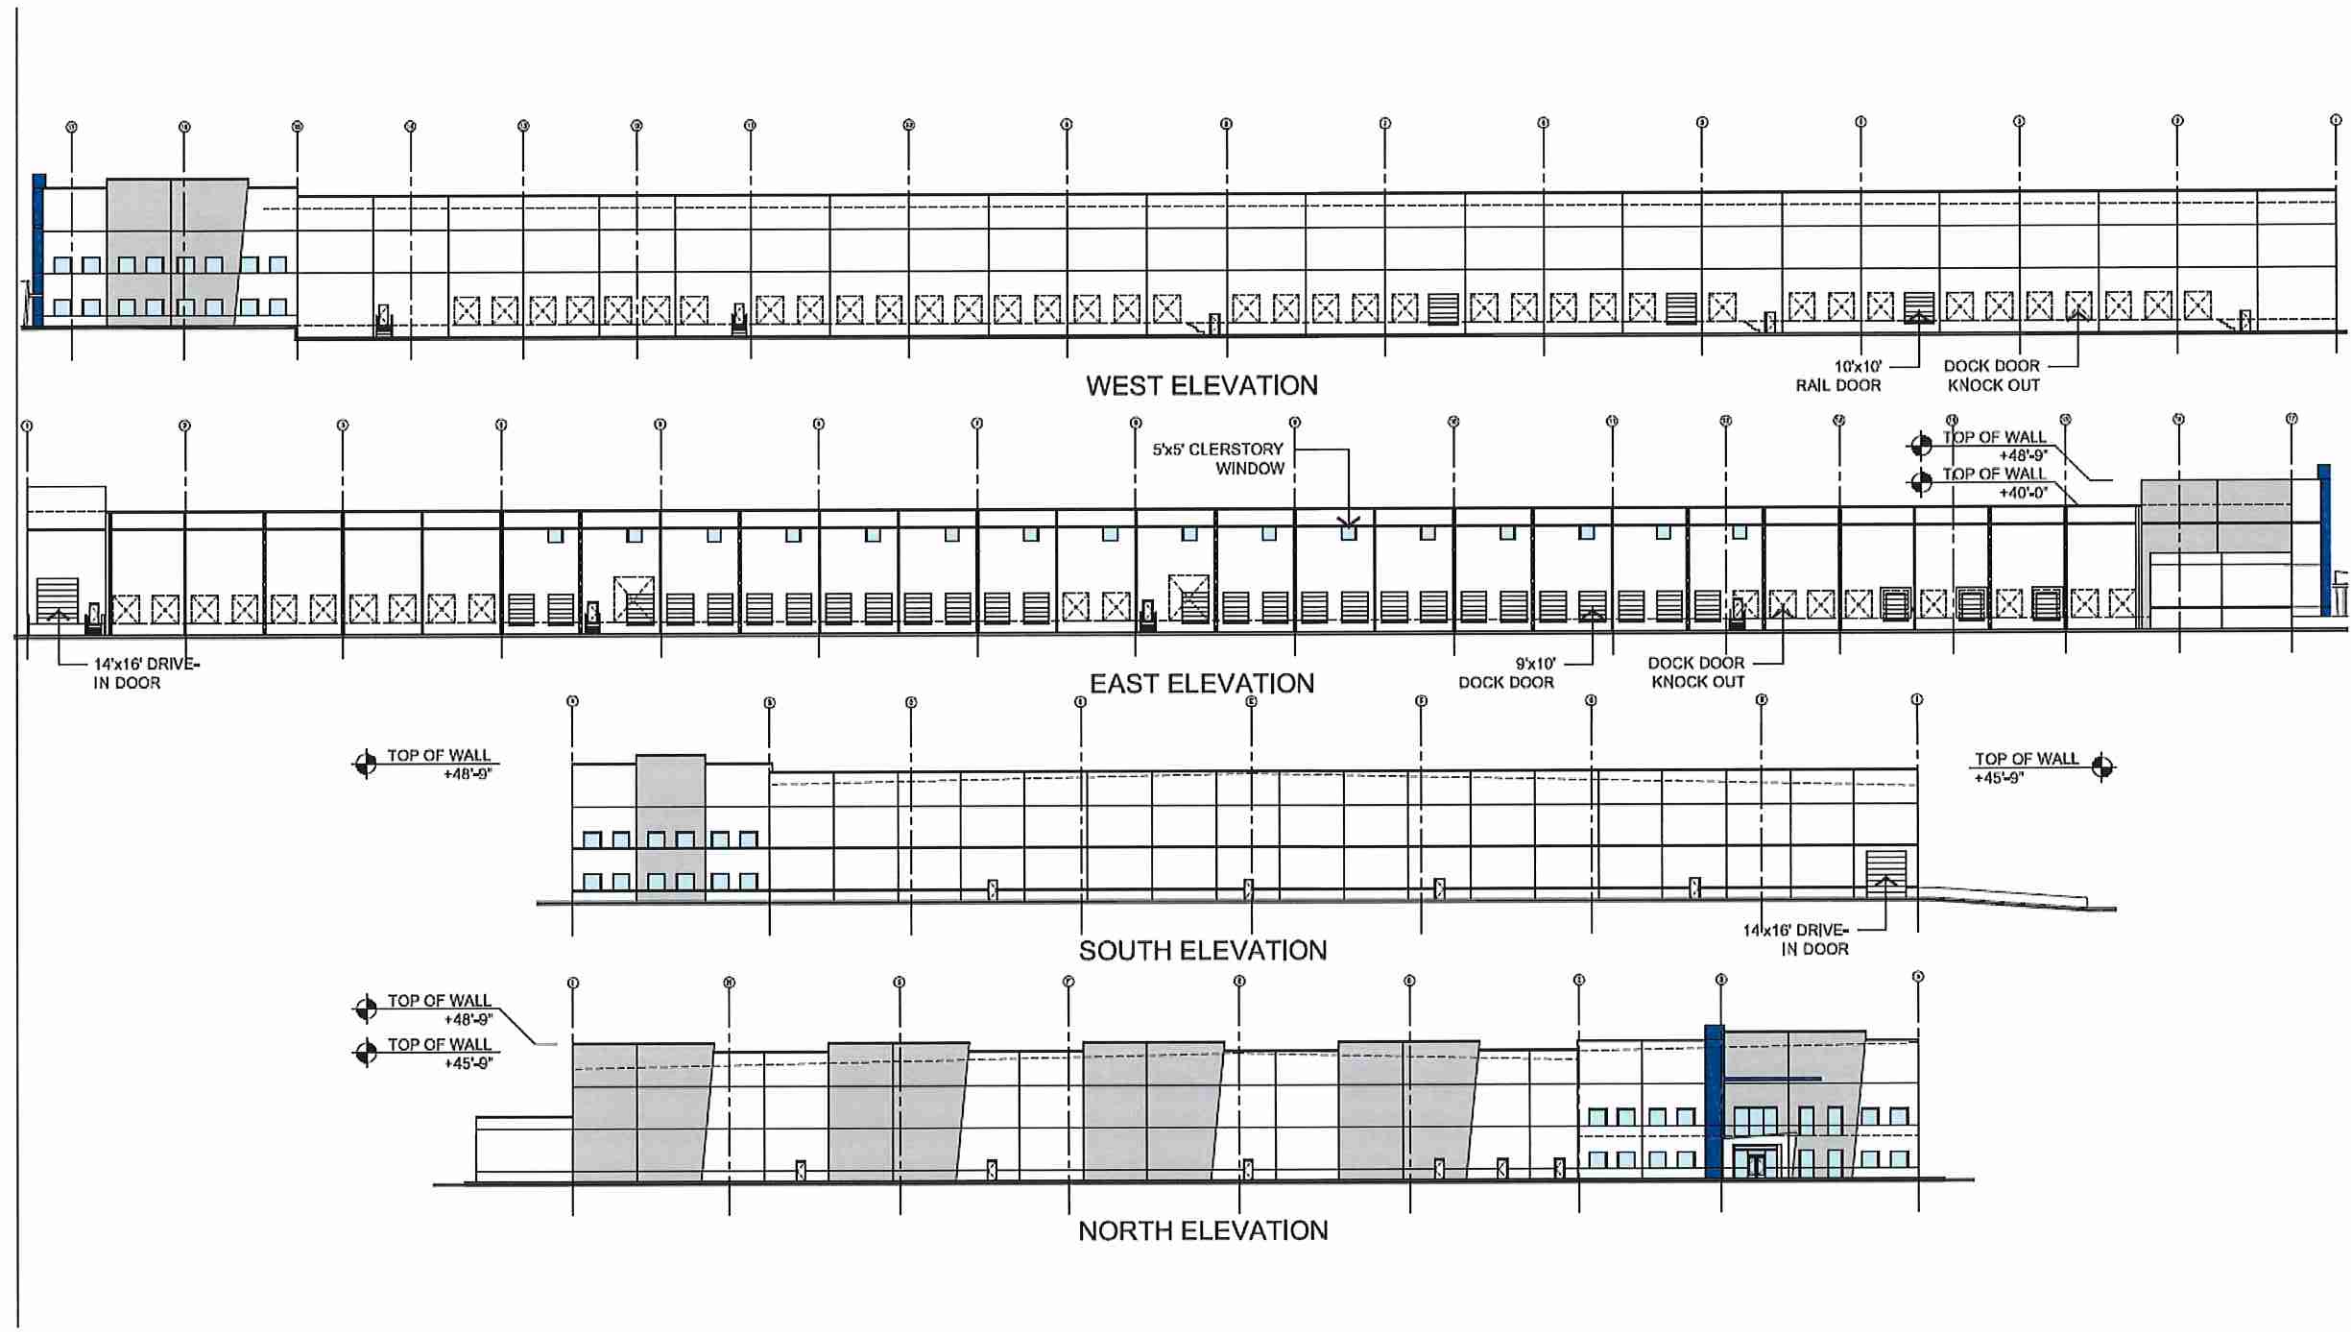 10'x10'
RAIL DOOR
DOCK DOOR
KNOCK OUT
WEST ELEVATION
5'x5' CLERSTORY
WINDOW
TOP OF WALL
+48'-9"
TOP OF WALL
+40'-0"
14'x16' DRIVE-
IN DOOR
EAST ELEVATION
9'x10'
DOCK DOOR
DOCK DOOR
KNOCK OUT
TOP OF WALL
+48'-9"
TOP OF WALL
+45'-9"
14'x16' DRIVE-
IN DOOR
SOUTH ELEVATION
TOP OF WALL
+48'-9"
TOP OF WALL
+45'-9"
NORTH ELEVATION